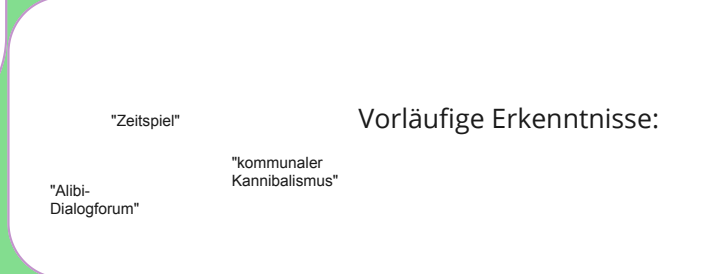 "Zeitspiel"
Vorläufige Erkenntnisse:
"kommunaler
Kannibalismus"
"Alibi-
Dialogforum"